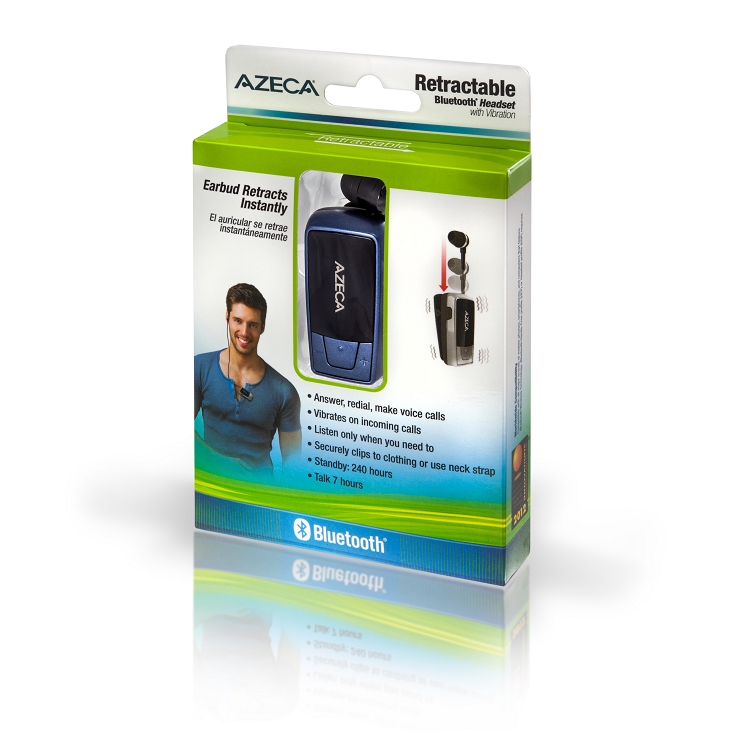 AZECA
Retractable
Bluetooth® Headset
with Vibration
Retractable
Earbud Retracts
Instantly
El auricular se retrae
instantáneamente
AZECA
AZECA
• Answer, redial, make voice calls
• Vibrates on incoming calls
• Listen only when you need to
• Securely clips to clothing or use neck strap
• Standby: 240 hours
• Talk 7 hours
Bluetooth®
2012